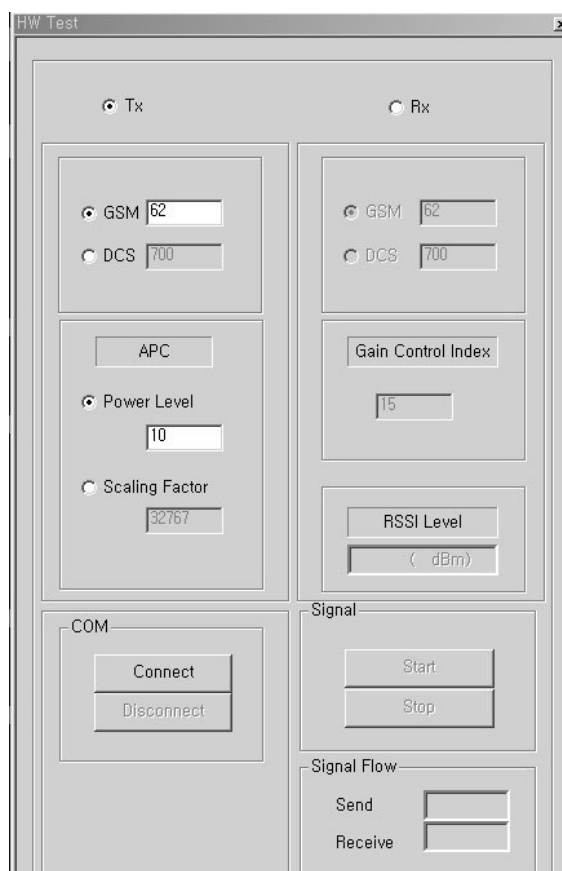 HW Test
Tx
Rx
GSM 62
DCS 700
GSM 62
DCS 700
APC
Power Level
10
Scaling Factor
32767
Gain Control Index
15
RSSI Level
( dBm)
COM
Connect
Disconnect
Signal
Start
Stop
Signal Flow
Send
Receive